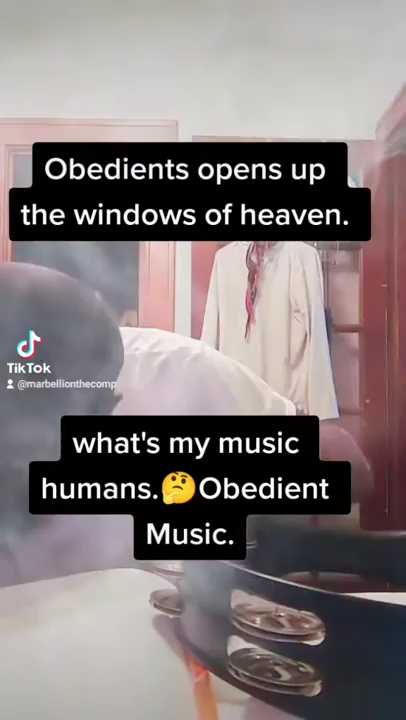 Obedients opens up
the windows of heaven.
TikTok
@marbellionthecomp
what's my music
humans.🤔Obedient
Music.